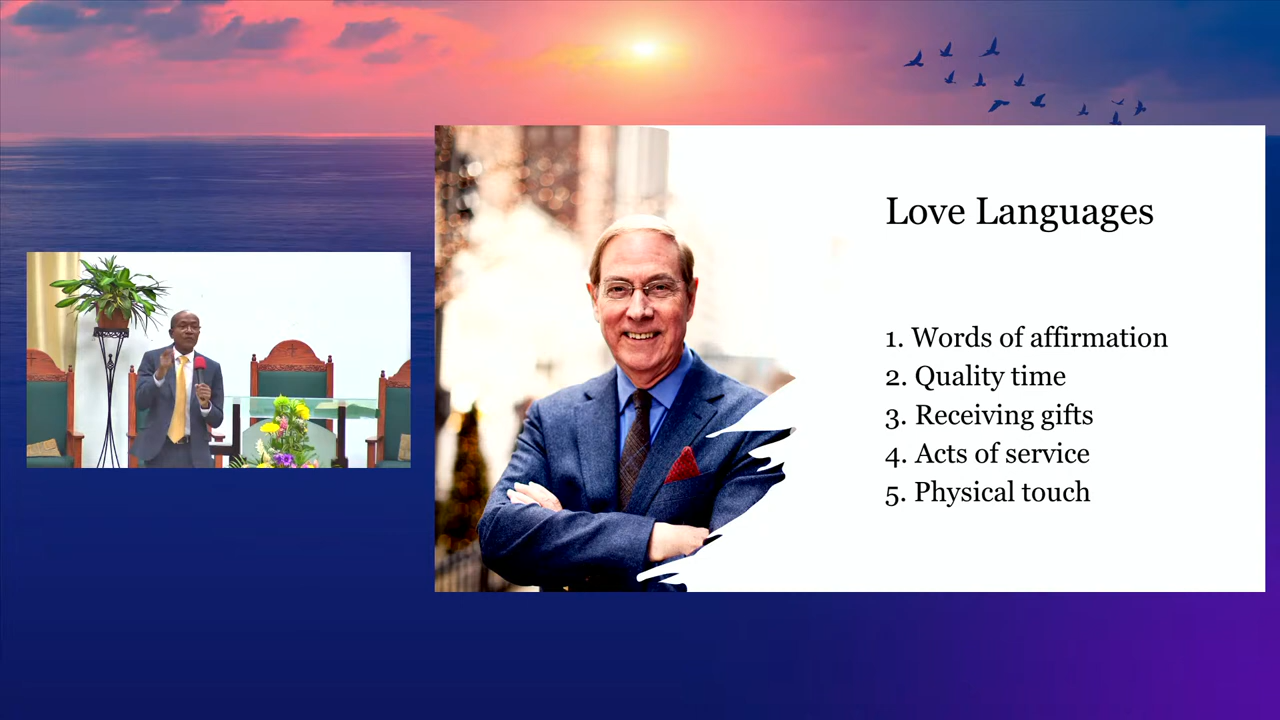 Love Languages
1. Words of affirmation
2. Quality time
3. Receiving gifts
4. Acts of service
5. Physical touch